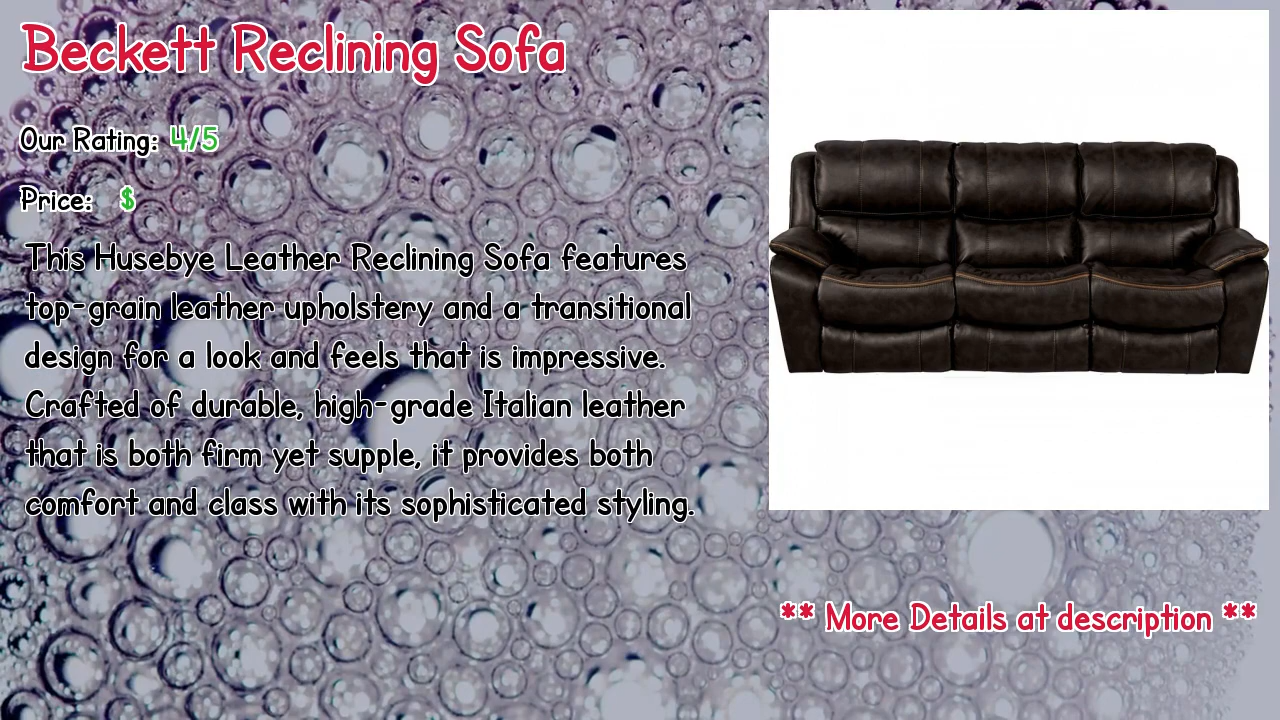 Beckett Reclining Sofa
Our Rating: 4/5
Price: $
This Husebye Leather Reclining Sofa features
top-grain leather upholstery and a transitional
design for a look and feels that is impressive.
Crafted of durable, high-grade Italian leather
that is both firm yet supple, it provides both
comfort and class with its sophisticated styling.
** More Details at description **